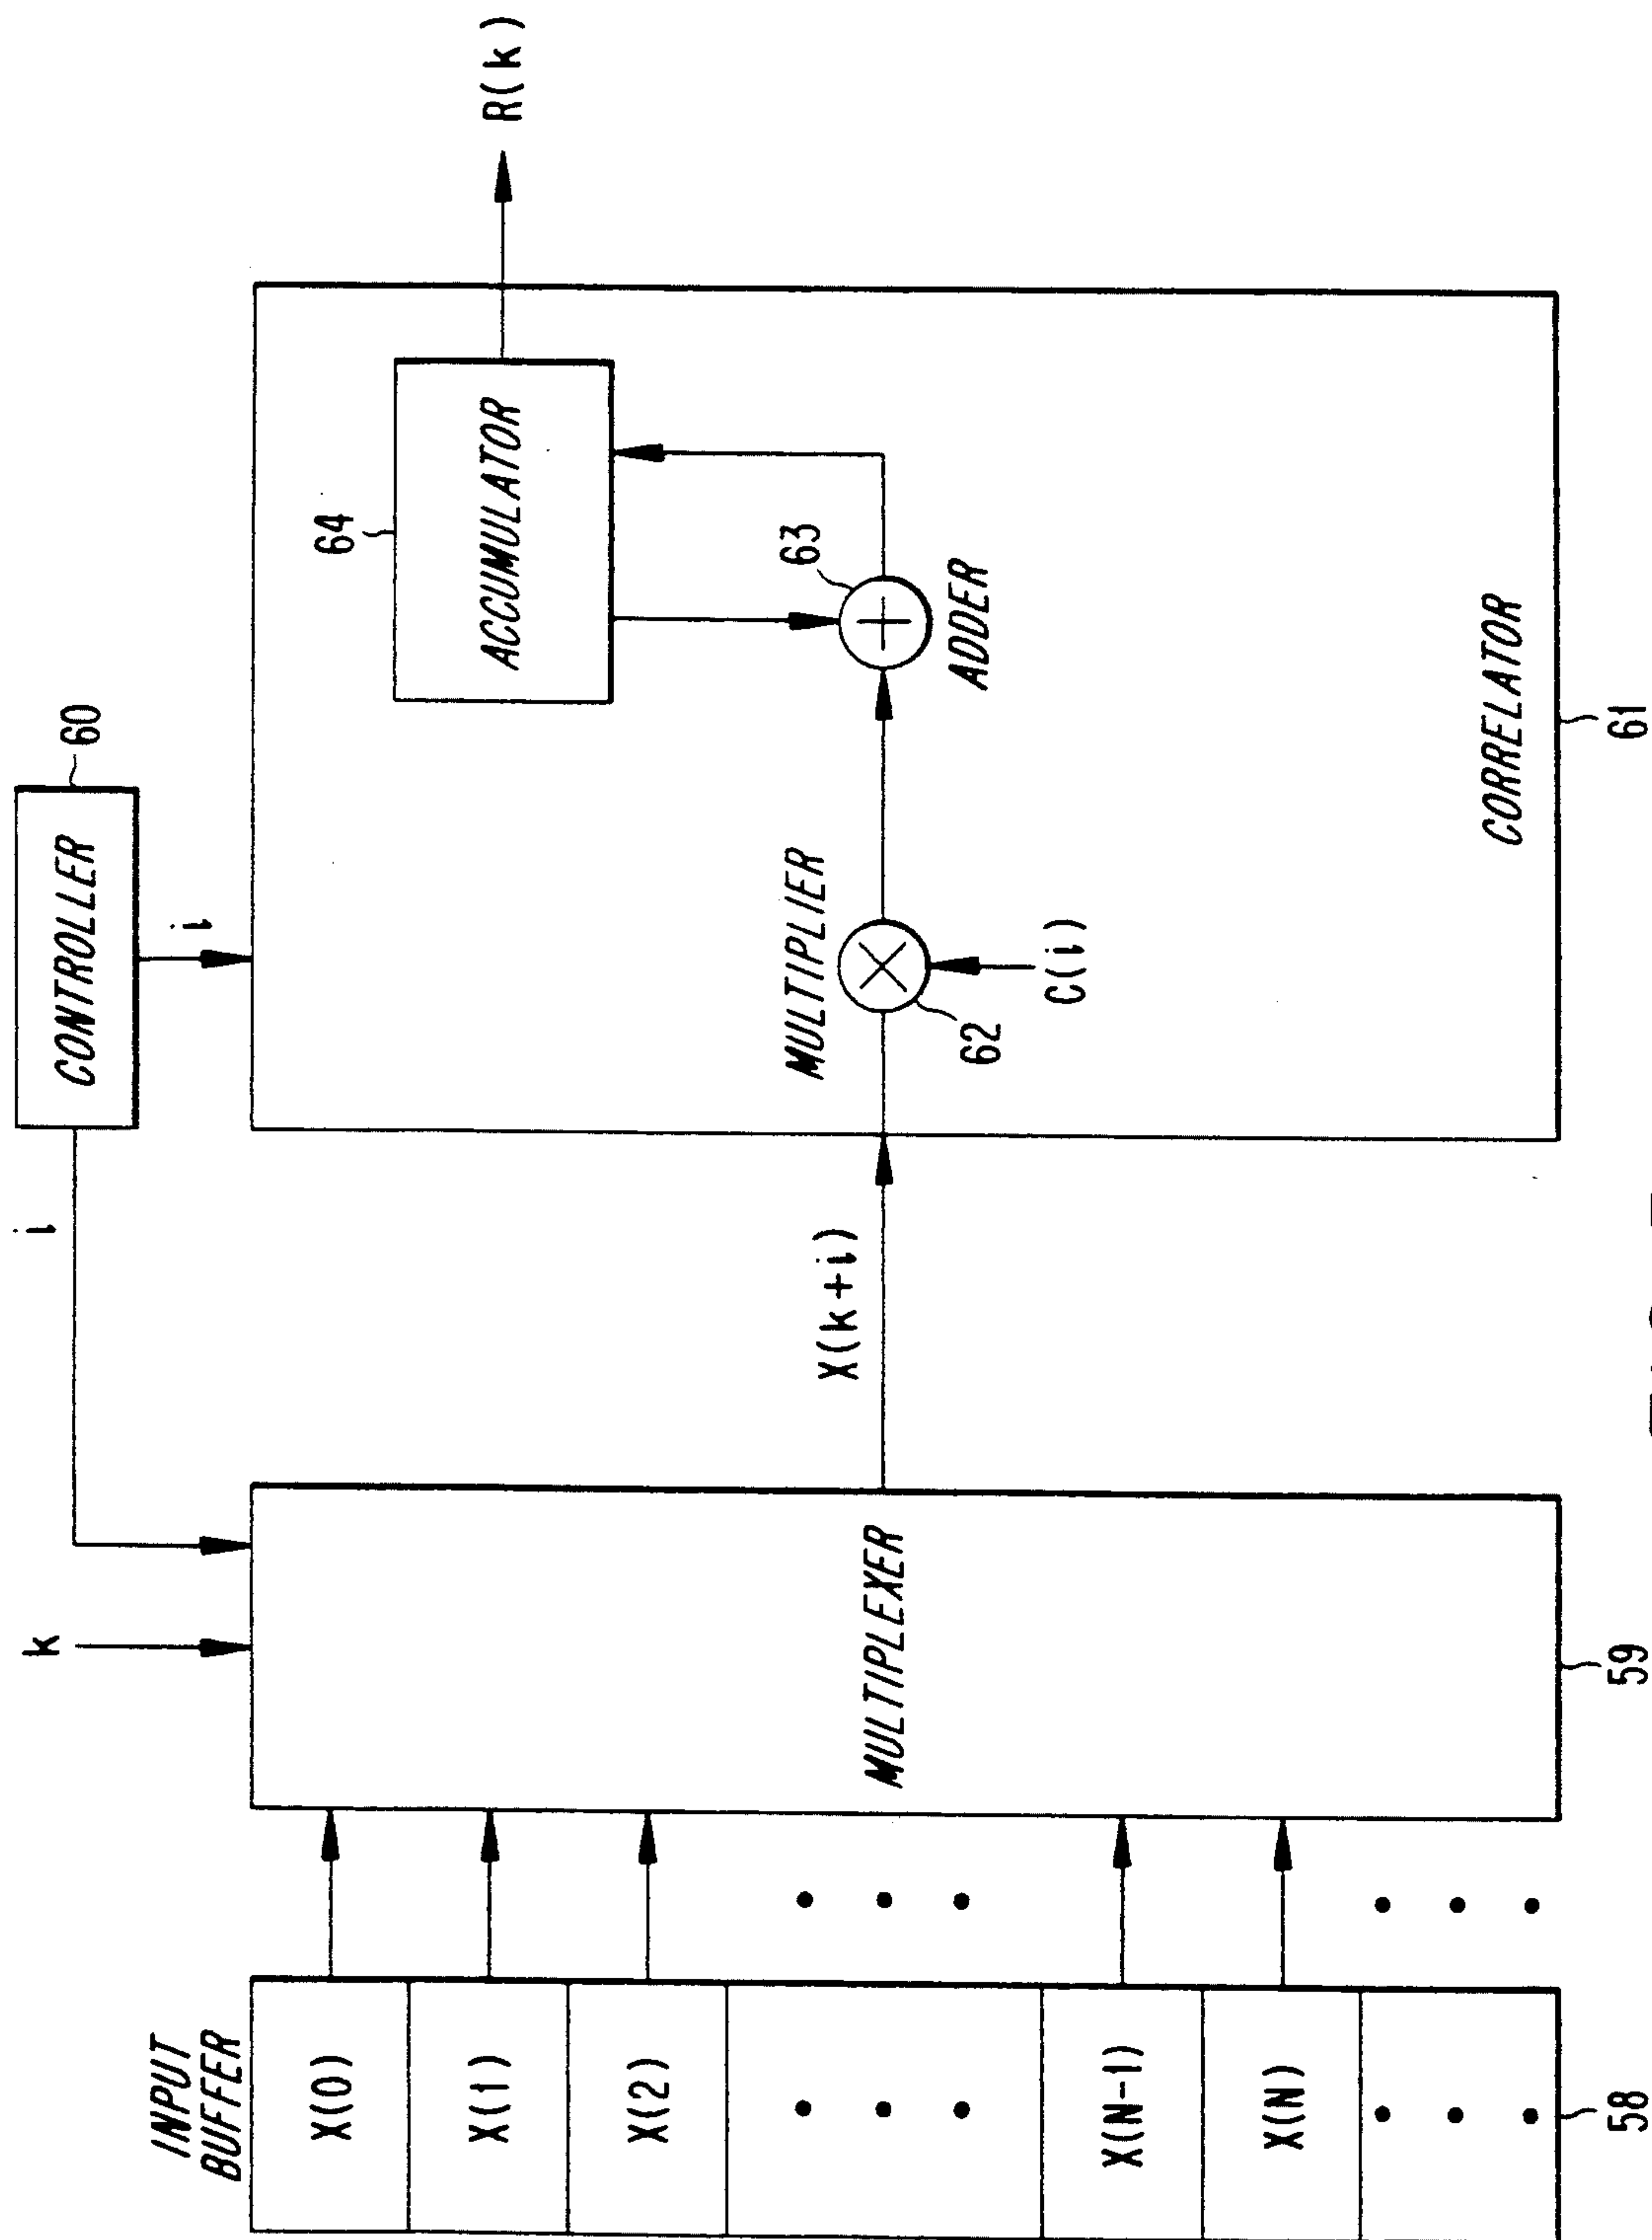 INPUT
BUFFER
X(0)
X(1)
X(2)
X(N-1)
X(N)
58
k
i
MULTIPLEXER
59
X(k+i)
CONTROLLER
60
i
MULTIPLIER
62
C(i)
63
ADDER
64
ACCUMULATOR
CORRELATOR
61
R(k)